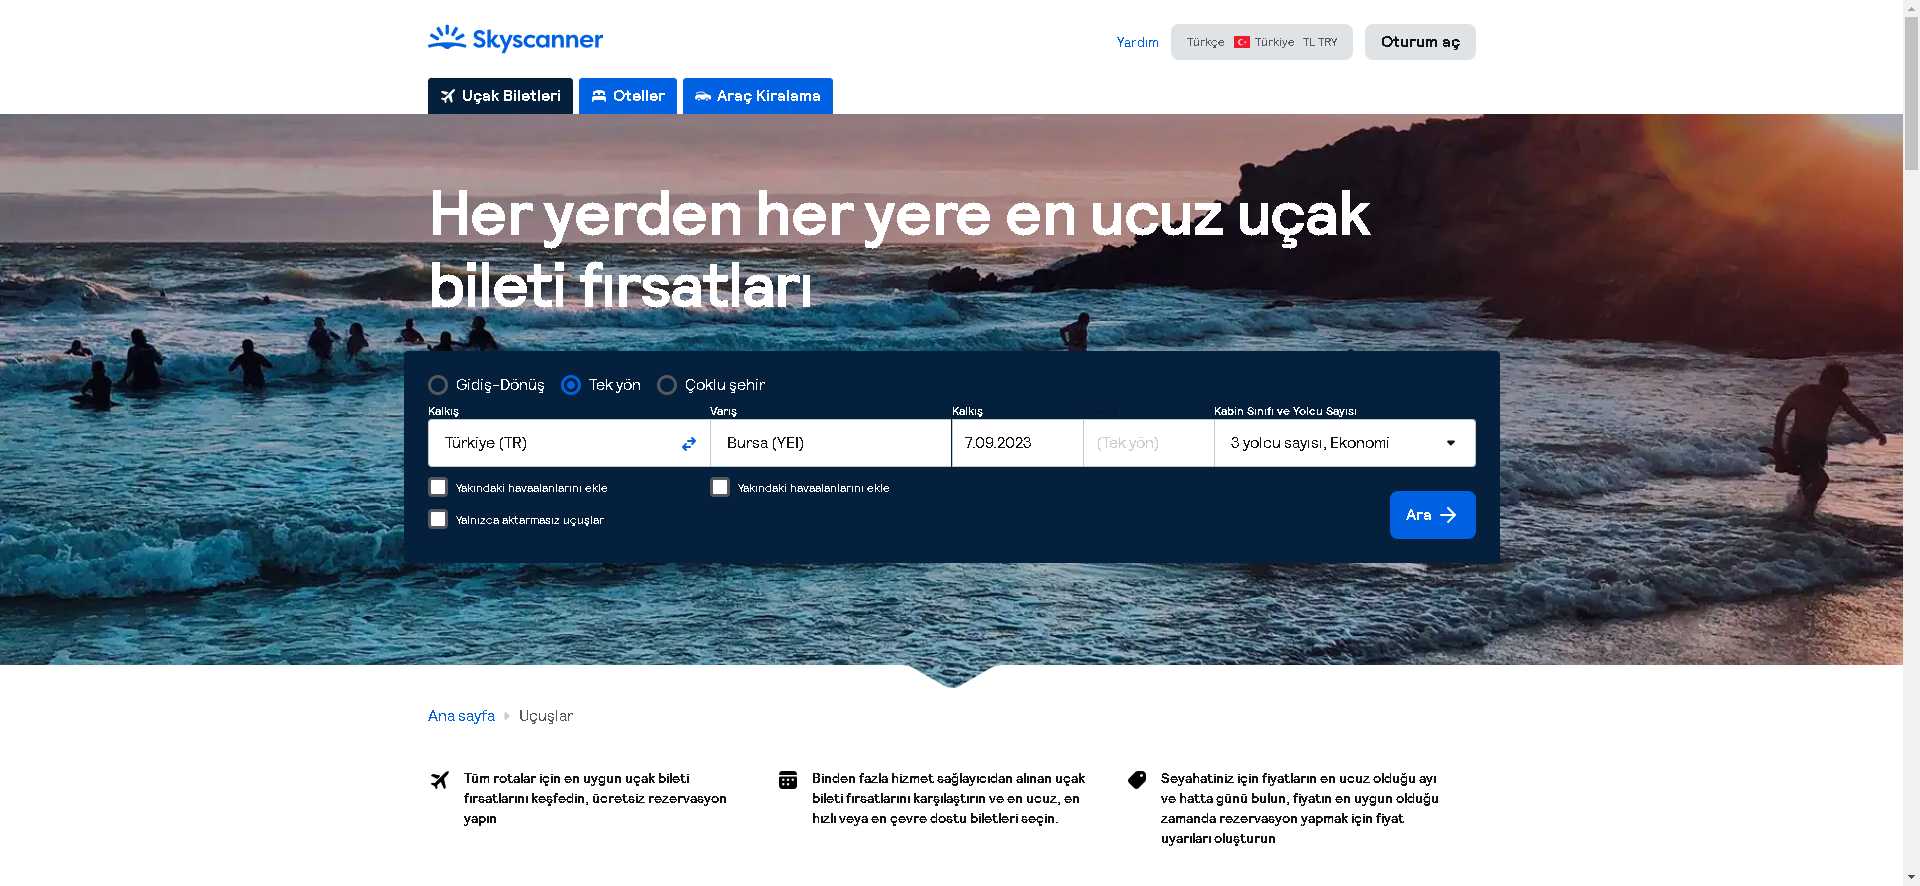 Skyscanner
Yardım
Türkçe Türkiye TL TRY
Oturum aç
Uçak Biletleri
Oteller
Araç Kiralama
Her yerden her yere en ucuz uçak
bileti fırsatları
Gidiş-Dönüş
Tek yön
Çoklu şehir
Kalkış
Varış
Kalkış
Kabin Sınıfı ve Yolcu Sayısı
Türkiye (TR)
Bursa (YEI)
7.09.2023
(Tek yön)
3 yolcu sayısı, Ekonomi
Yakındaki havaalanlarını ekle
Yakındaki havaalanlarını ekle
Yalnızca aktarmasız uçuşlar
Ara
Ana sayfa
Uçuşlar
Tüm rotalar için en uygun uçak bileti
fırsatlarını keşfedin, ücretsiz rezervasyon
yapın
Binden fazla hizmet sağlayıcıdan alınan uçak
bileti fırsatlarını karşılaştırın ve en ucuz, en
hızlı veya en çevre dostu biletleri seçin.
Seyahatiniz için fiyatların en ucuz olduğu ayı
ve hatta günü bulun, fiyatın en uygun olduğu
zamanda rezervasyon yapmak için fiyat
uyarıları oluşturun